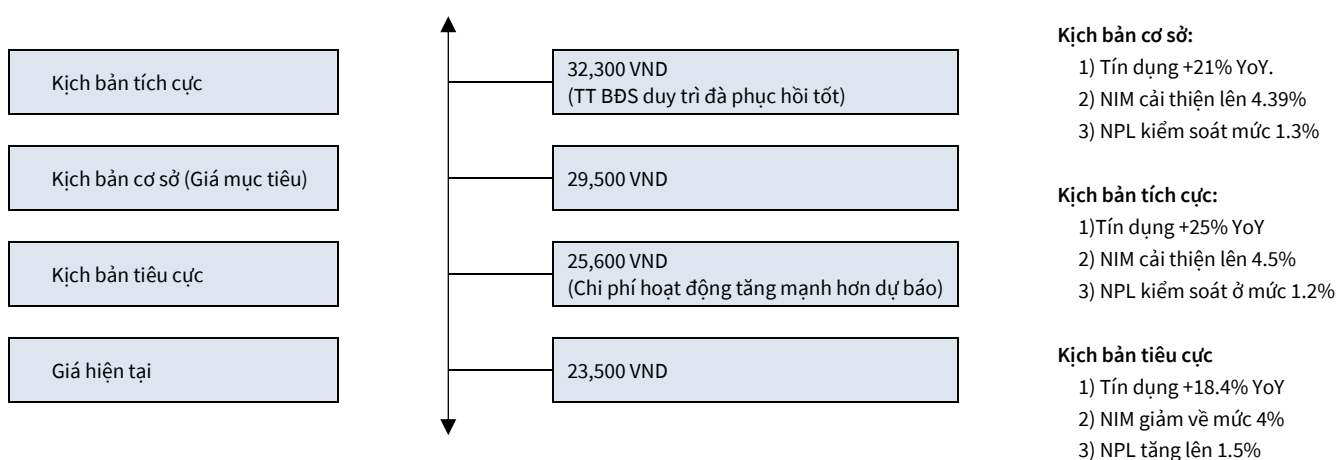 Kịch bản tích cực
32,300 VND
(TT BĐS duy trì đà phục hồi tốt)
Kịch bản cơ sở (Giá mục tiêu)
29,500 VND
Kịch bản tiêu cực
25,600 VND
(Chi phí hoạt động tăng mạnh hơn dự báo)
Giá hiện tại
23,500 VND
Kịch bản cơ sở:
1) Tín dụng +21% YoY.
2) NIM cải thiện lên 4.39%
3) NPL kiểm soát mức 1.3%
Kịch bản tích cực:
1)Tín dụng +25% YoY
2) NIM cải thiện lên 4.5%
3) NPL kiểm soát ở mức 1.2%
Kịch bản tiêu cực
1) Tín dụng +18.4% YoY
2) NIM giảm về mức 4%
3) NPL tăng lên 1.5%